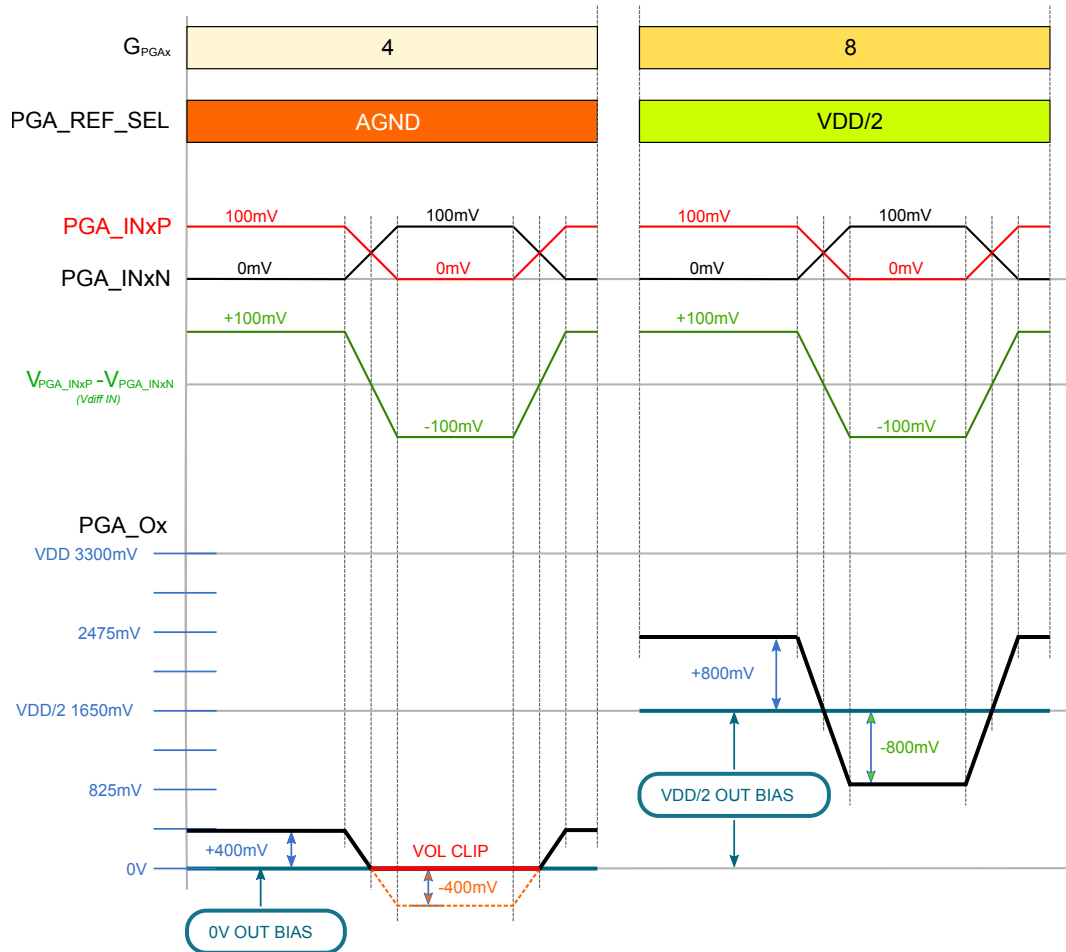 GPGAx
4
8
PGA_REF_SEL
AGND
VDD/2
PGA_INxP
100mV
100mV
100mV
100mV
PGA_INxN
0mV
0mV
0mV
0mV
+100mV
+100mV
VPGA_INxP-VPGA_INxN
(Vdiff IN)
-100mV
-100mV
PGA_Ox
VDD 3300mV
2475mV
+800mV
VDD/2 1650mV
-800mV
825mV
VDD/2 OUT BIAS
+400mV
VOL CLIP
0V
-400mV
0V OUT BIAS